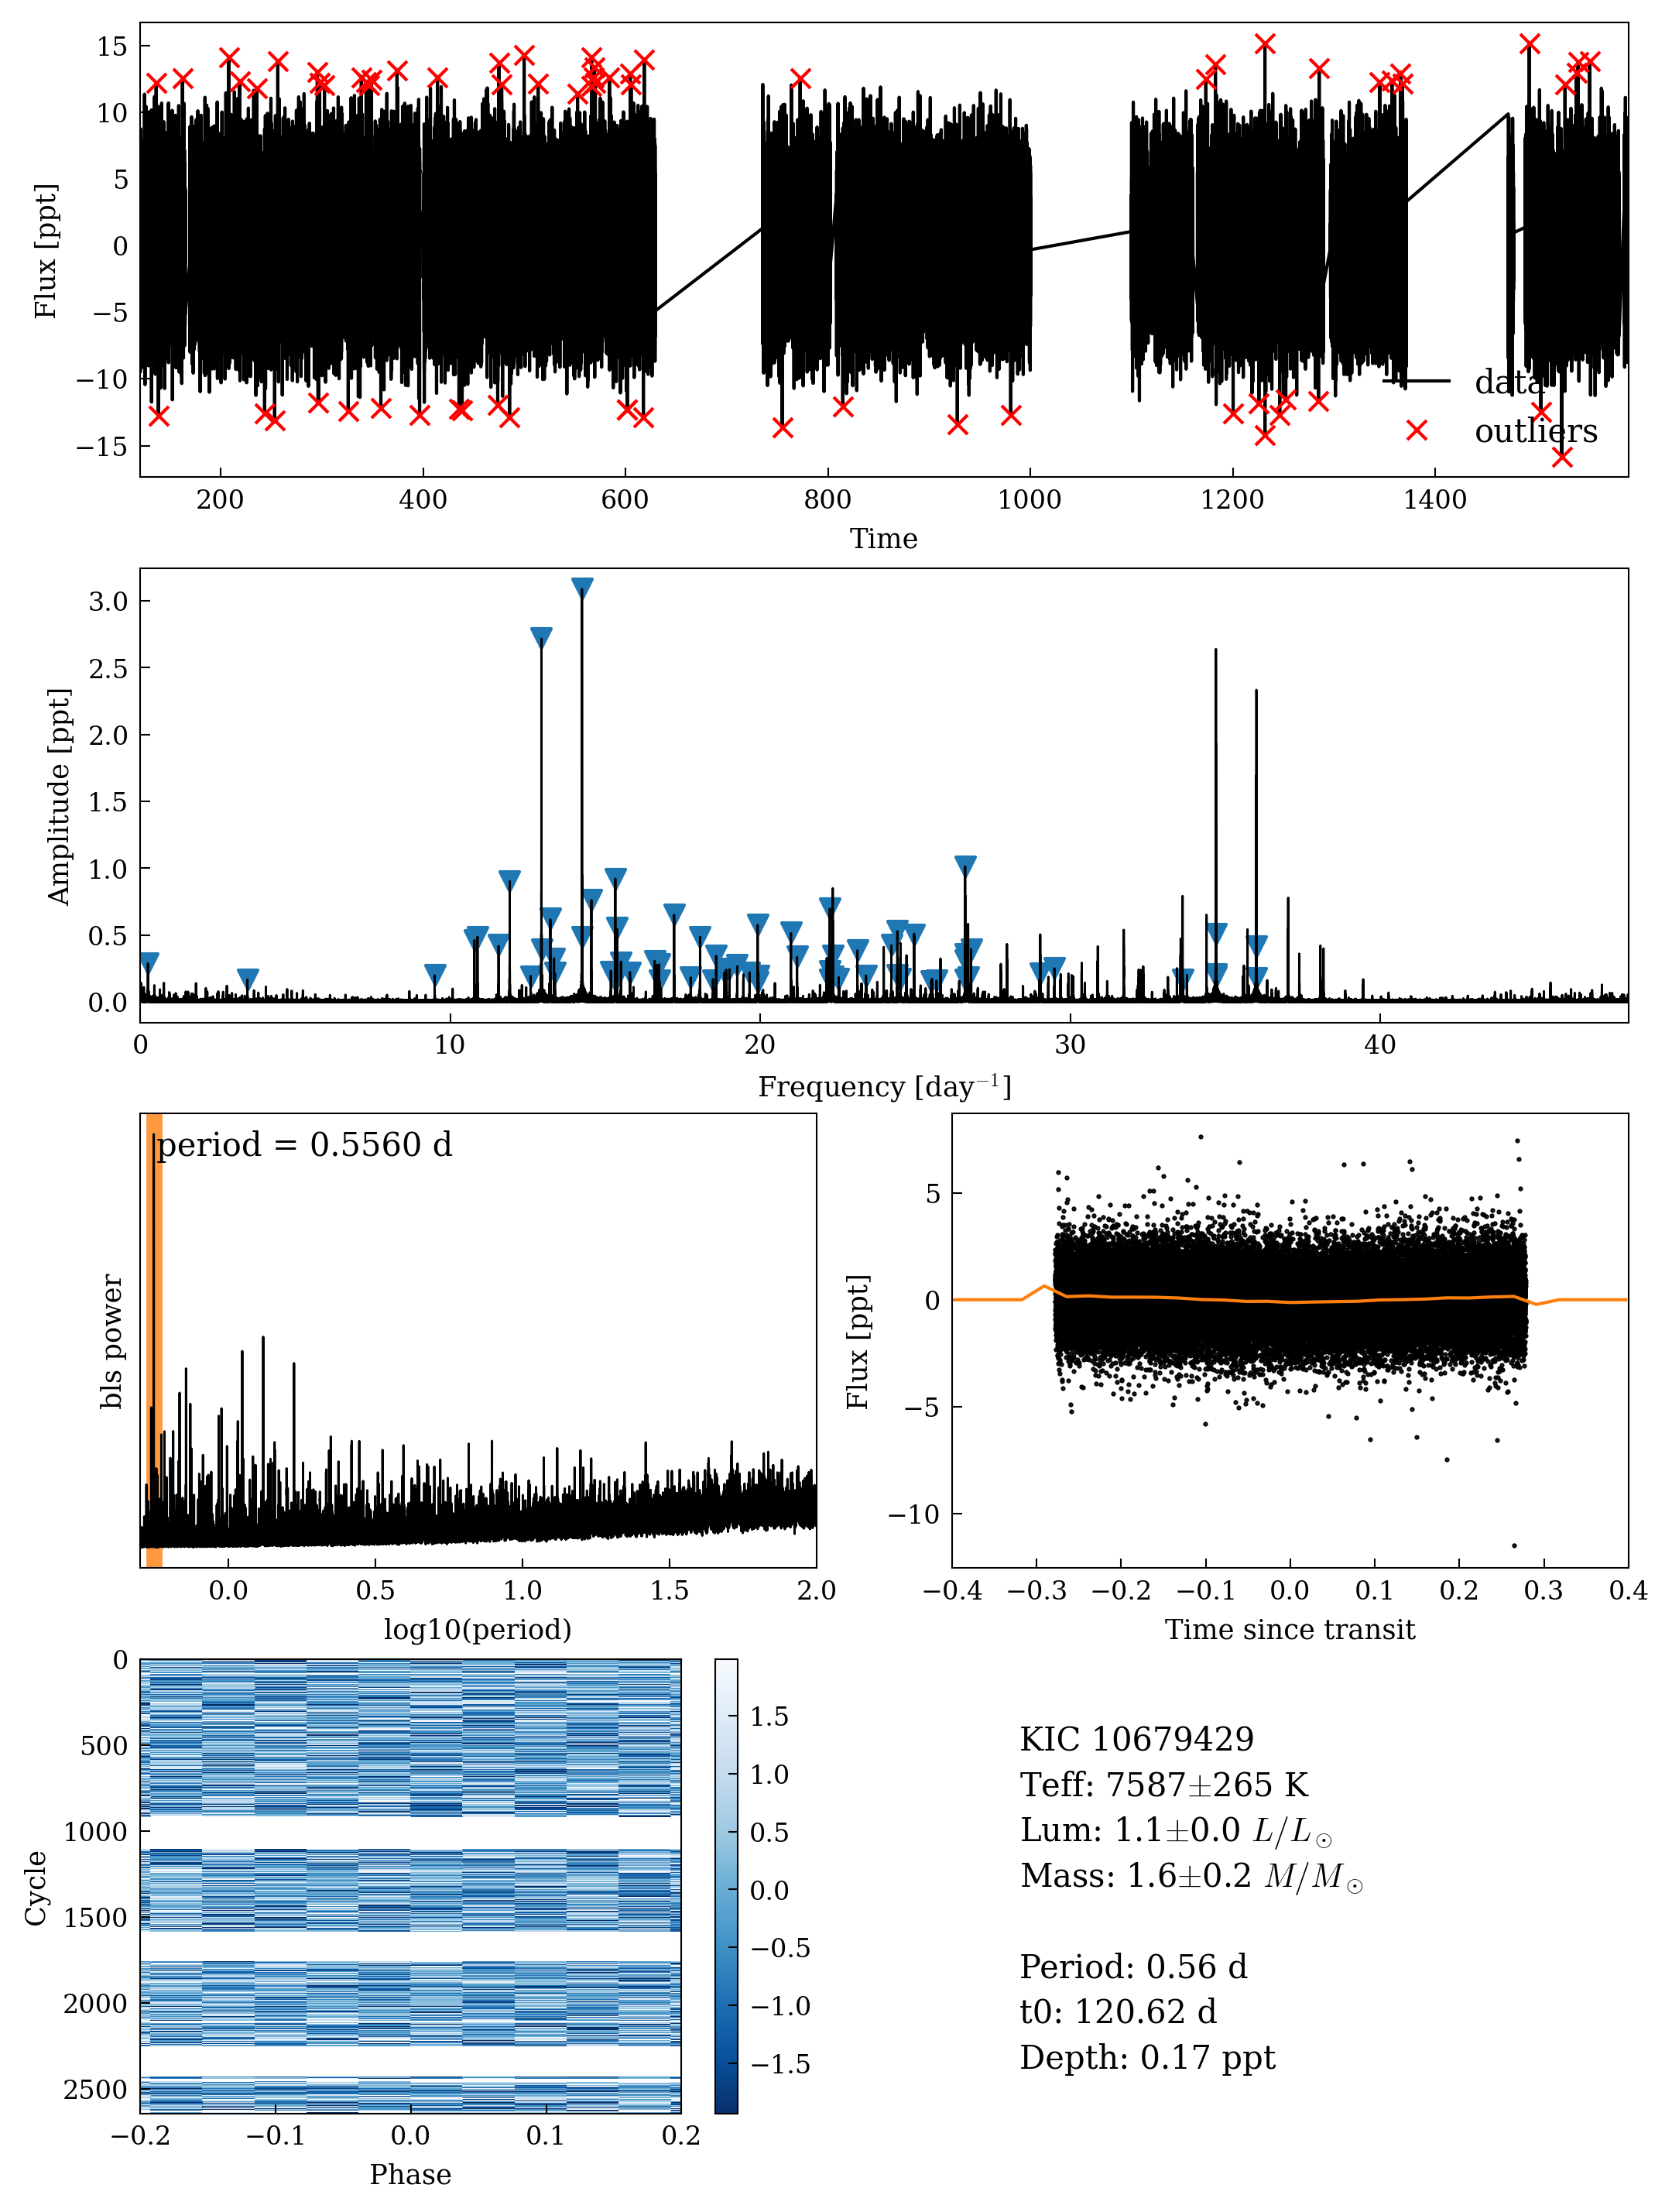 15
10
5
0
−5
−10
−15
Flux [ppt]
data
outliers
200 400 600 800 1000 1200 1400
Time
3.0
2.5
2.0
1.5
1.0
0.5
0.0
Amplitude [ppt]
0 10 20 30 40
Frequency [day⁻¹]
period = 0.5560 d
bls power
0.0 0.5 1.0 1.5 2.0
log10(period)
5
0
−5
−10
Flux [ppt]
−0.4 −0.3 −0.2 −0.1 0.0 0.1 0.2 0.3 0.4
Time since transit
0
500
1000
1500
2000
2500
Cycle
−0.2 −0.1 0.0 0.1 0.2
Phase
1.5
1.0
0.5
0.0
−0.5
−1.0
−1.5
KIC 10679429
Teff: 7587±265 K
Lum: 1.1±0.0 L/L⊙
Mass: 1.6±0.2 M/M⊙
Period: 0.56 d
t0: 120.62 d
Depth: 0.17 ppt